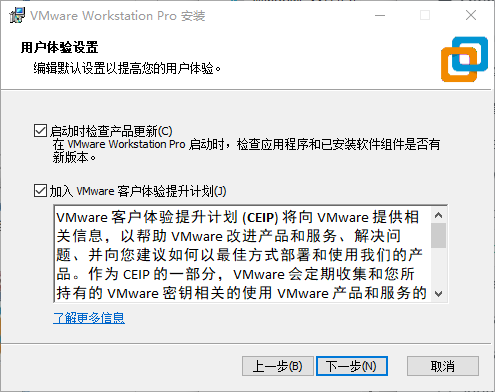 VMware Workstation Pro 安装
用户体验设置
编辑默认设置以提高您的用户体验。
启动时检查产品更新(C)
在 VMware Workstation Pro 启动时，检查应用程序和已安装软件组件是否有
新版本。
加入 VMware 客户体验提升计划(J)
VMware 客户体验提升计划 (CEIP) 将向 VMware 提供相
关信息，以帮助 VMware 改进产品和服务、解决问
题、并向您建议如何以最佳方式部署和使用我们的产
品。作为 CEIP 的一部分，VMware 会定期收集和您所
持有的 VMware 密钥相关的使用 VMware 产品和服务的
了解更多信息
上一步(B) 下一步(N) 取消